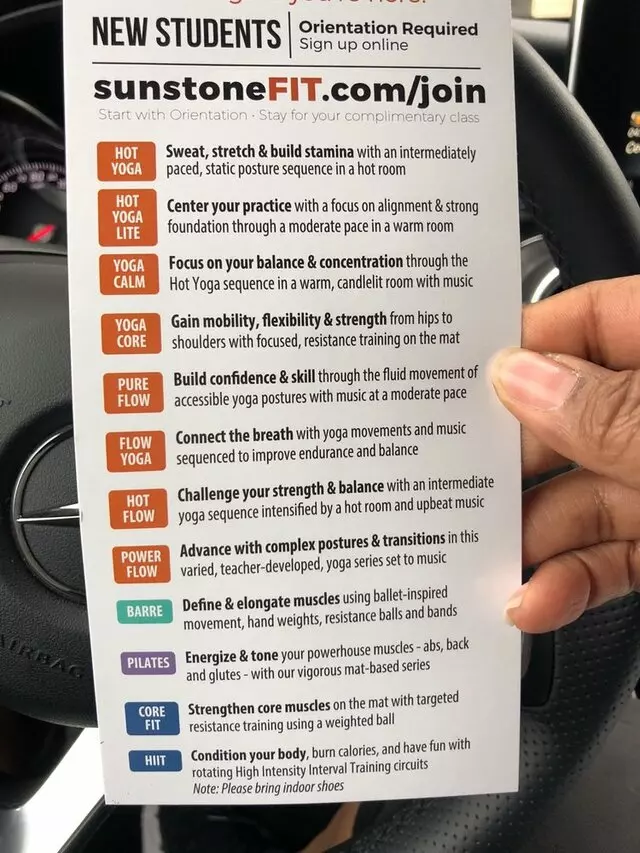 NEW STUDENTS
Orientation Required
Sign up online
sunstoneFIT.com/join
Start with Orientation - Stay for your complimentary class
HOT
YOGA
Sweat, stretch & build stamina with an intermediately
paced, static posture sequence in a hot room
HOT
YOGA
LITE
Center your practice with a focus on alignment & strong
foundation through a moderate pace in a warm room
YOGA
CALM
Focus on your balance & concentration through the
Hot Yoga sequence in a warm, candlelit room with music
YOGA
CORE
Gain mobility, flexibility & strength from hips to
shoulders with focused, resistance training on the mat
PURE
FLOW
Build confidence & skill through the fluid movement of
accessible yoga postures with music at a moderate pace
FLOW
YOGA
Connect the breath with yoga movements and music
sequenced to improve endurance and balance
HOT
FLOW
Challenge your strength & balance with an intermediate
yoga sequence intensified by a hot room and upbeat music
POWER
FLOW
Advance with complex postures & transitions in this
varied, teacher-developed, yoga series set to music
BARRE
Define & elongate muscles using ballet-inspired
movement, hand weights, resistance balls and bands
PILATES
Energize & tone your powerhouse muscles - abs, back
and glutes - with our vigorous mat-based series
CORE
FIT
Strengthen core muscles on the mat with targeted
resistance training using a weighted ball
HIIT
Condition your body, burn calories, and have fun with
rotating High Intensity Interval Training circuits
Note: Please bring indoor shoes
AIRBAG